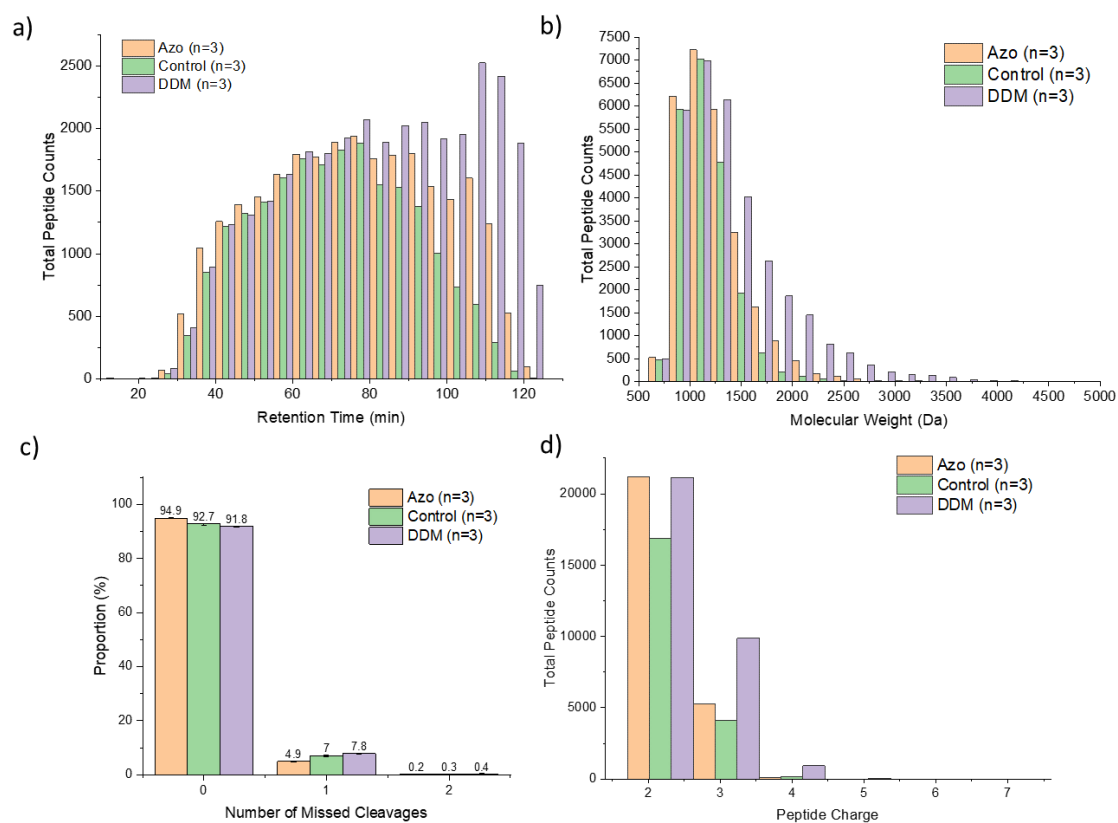 a)
Azo (n=3)
Control (n=3)
DDM (n=3)
2500
2000
1500
1000
500
0
Total Peptide Counts
20 40 60 80 100 120
Retention Time (min)
b)
Azo (n=3)
Control (n=3)
DDM (n=3)
7500
7000
6500
6000
5500
5000
4500
4000
3500
3000
2500
2000
1500
1000
500
0
Total Peptide Counts
500 1000 1500 2000 2500 3000 3500 4000 4500 5000
Molecular Weight (Da)
c)
Azo (n=3)
Control (n=3)
DDM (n=3)
100
80
60
40
20
0
Proportion (%)
94.9 92.7 91.8
4.9 7 7.8
0.2 0.3 0.4
0 1 2
Number of Missed Cleavages
d)
Azo (n=3)
Control (n=3)
DDM (n=3)
20000
15000
10000
5000
0
Total Peptide Counts
2 3 4 5 6 7
Peptide Charge